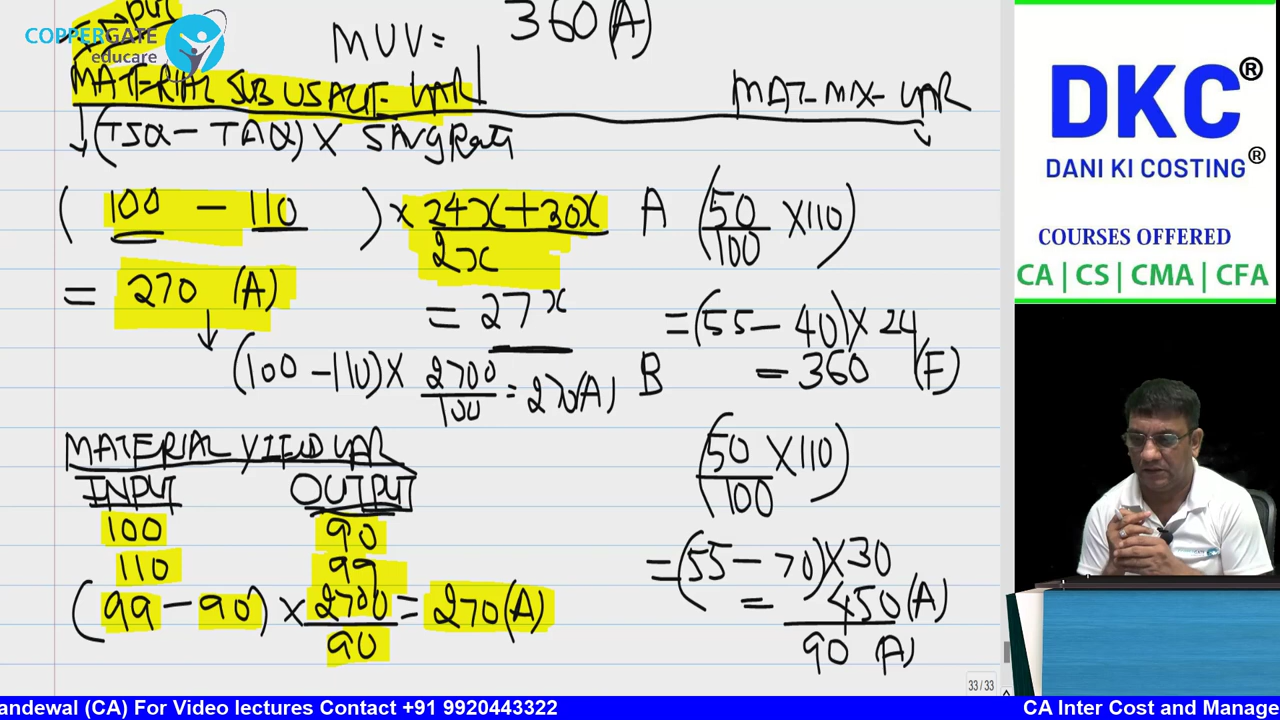 Input
COPPERGATE
educare
MUV = 360 (A)
MATERIAL SUB USAGE VAR
MAT-MIX-VAR
(TSQ - TAQ) X SAvg Rate
(100 - 110) × 24x+30x
2x
= 27x
= 270 (A)
(100 - 110) X 2700
100
= 270 (A)
A (50
100
X 110)
= (55 - 40) X 24
= 360 (F)
B
(50
100
X 110)
= (55 - 70) X 30
= 450 (A)
90 (A)
MATERIAL YIELD VAR
INPUT OUTPUT
100 90
110 99
(99 - 90) × 2700
90
= 270 (A)
DKC®
DANI KI COSTING®
COURSES OFFERED
CA | CS | CMA | CFA
33 / 33
andewal (CA) For Video lectures Contact +91 9920443322
CA Inter Cost and Manage